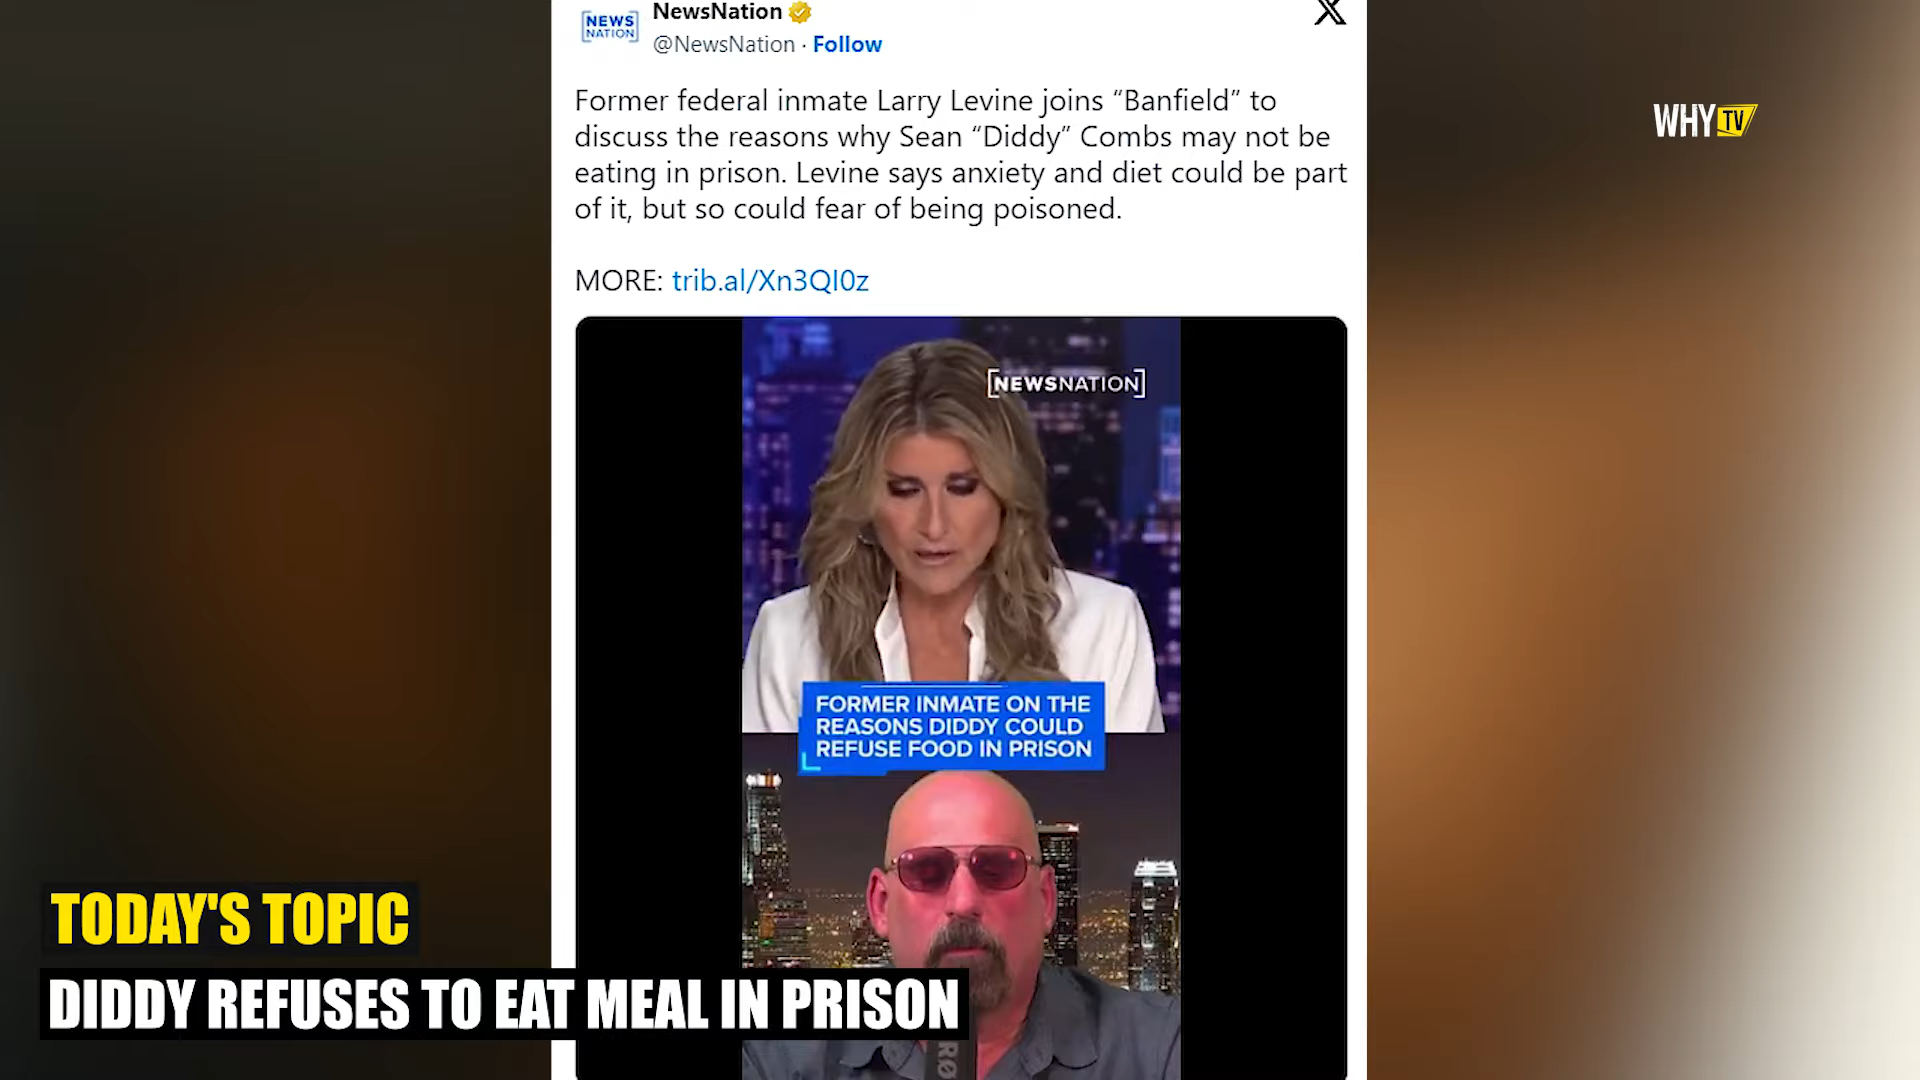 NEWS
NATION
NewsNation
@NewsNation · Follow
X
WHY TV
Former federal inmate Larry Levine joins “Banfield” to
discuss the reasons why Sean “Diddy” Combs may not be
eating in prison. Levine says anxiety and diet could be part
of it, but so could fear of being poisoned.
MORE: trib.al/Xn3QI0z
[NEWSNATION]
FORMER INMATE ON THE
REASONS DIDDY COULD
REFUSE FOOD IN PRISON
TODAY'S TOPIC
DIDDY REFUSES TO EAT MEAL IN PRISON